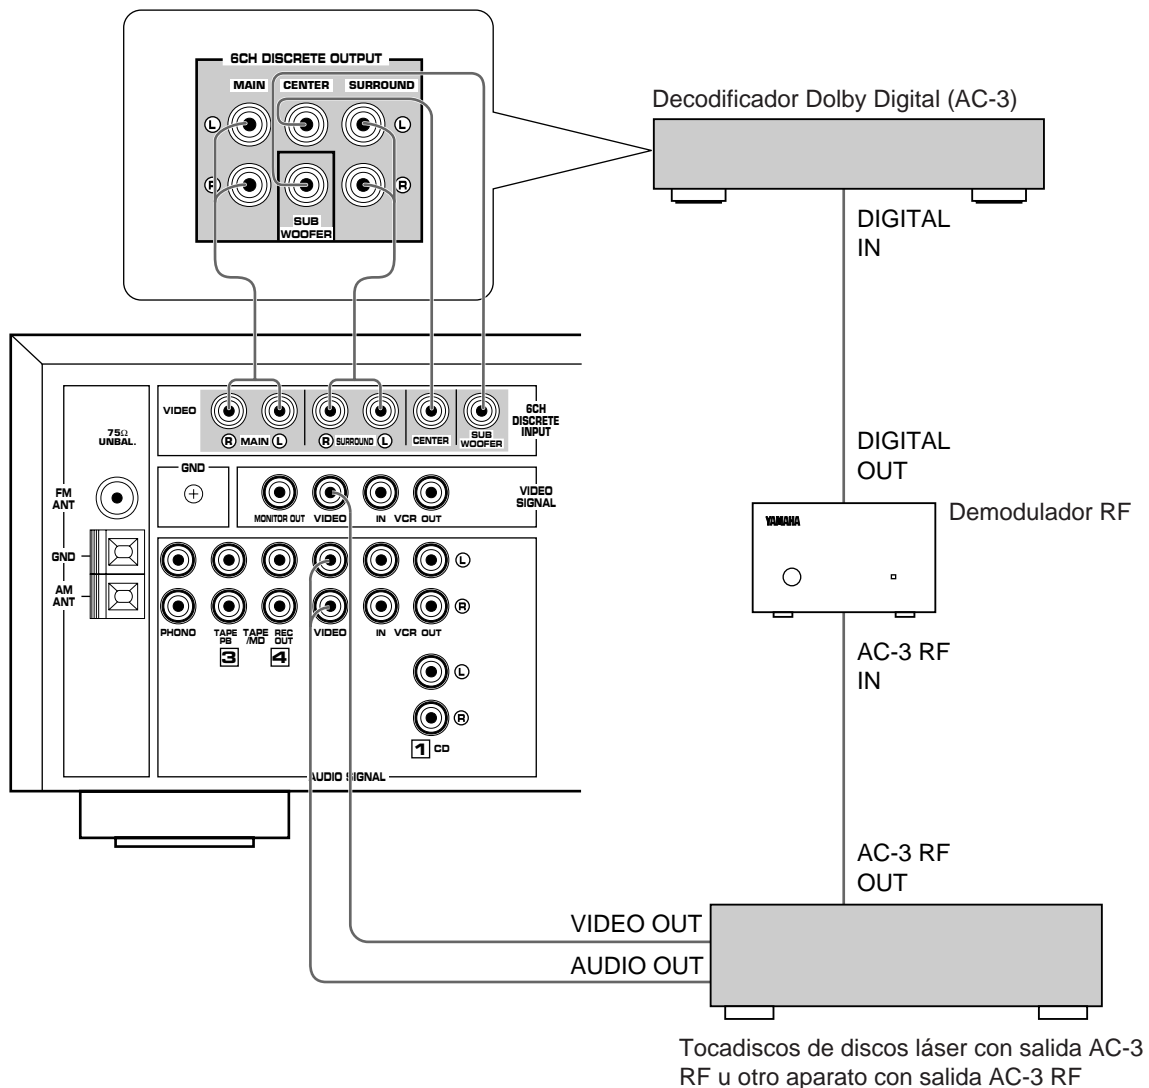 6CH DISCRETE OUTPUT
MAIN CENTER SURROUND
L L
R R
SUB
WOOFER
Decodificador Dolby Digital (AC-3)
DIGITAL
IN
DIGITAL
OUT
YAMAHA
Demodulador RF
AC-3 RF
IN
AC-3 RF
OUT
VIDEO
R MAIN L
R SURROUND L
CENTER
SUB
WOOFER
6CH
DISCRETE
INPUT
75Ω
UNBAL.
FM
ANT
GND
AM
ANT
GND
MONITOR OUT VIDEO IN VCR OUT
VIDEO
SIGNAL
L
R
PHONO
TAPE
PB
TAPE
/MD
REC
OUT
VIDEO IN VCR OUT
3 4
L
R
1 CD
AUDIO SIGNAL
VIDEO OUT
AUDIO OUT
Tocadiscos de discos láser con salida AC-3
RF u otro aparato con salida AC-3 RF